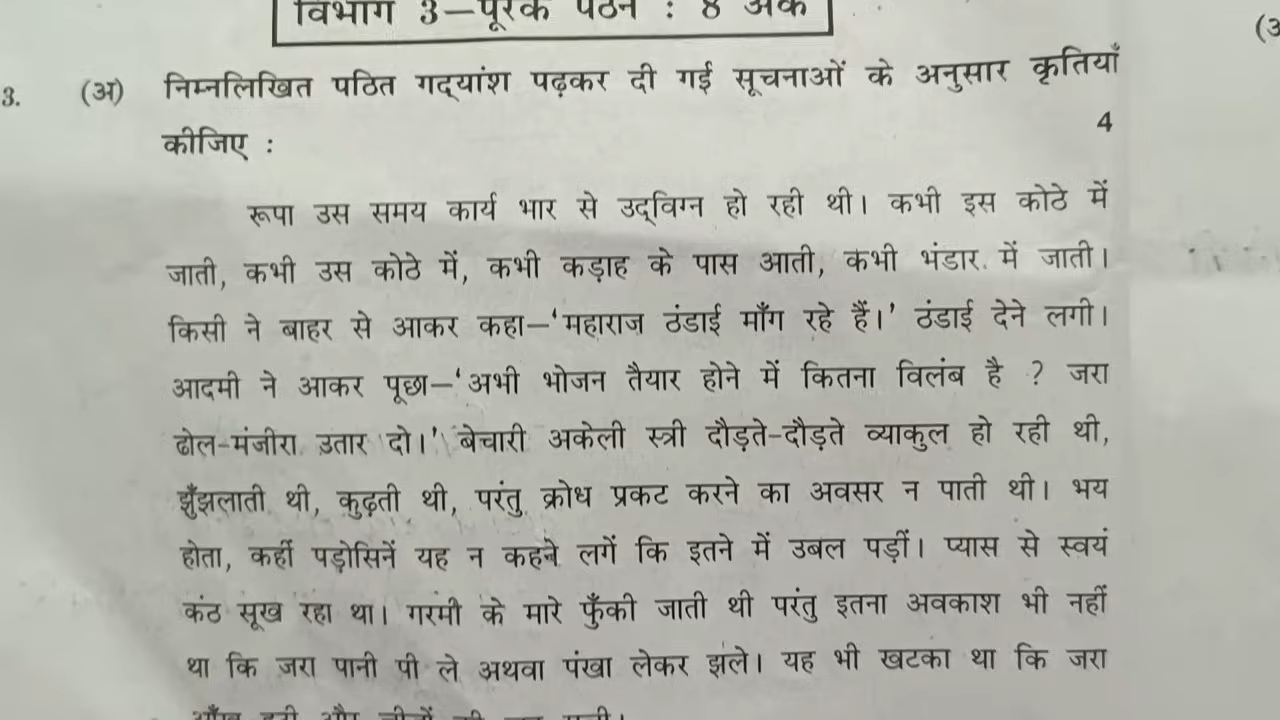 विभाग 3—पूरक पठन : 8 अंक
3. (अ) निम्नलिखित पठित गद्यांश पढ़कर दी गई सूचनाओं के अनुसार कृतियाँ
कीजिए : 4
रूपा उस समय कार्य भार से उद्‌विग्न हो रही थी। कभी इस कोठे में
जाती, कभी उस कोठे में, कभी कड़ाह के पास आती, कभी भंडार में जाती।
किसी ने बाहर से आकर कहा—‘महाराज ठंडाई माँग रहे हैं।’ ठंडाई देने लगी।
आदमी ने आकर पूछा—‘अभी भोजन तैयार होने में कितना विलंब है ? जरा
ढोल-मंजीरा उतार दो।’ बेचारी अकेली स्त्री दौड़ते-दौड़ते व्याकुल हो रही थी,
झुँझलाती थी, कुढ़ती थी, परंतु क्रोध प्रकट करने का अवसर न पाती थी। भय
होता, कहीं पड़ोसिनें यह न कहने लगें कि इतने में उबल पड़ीं। प्यास से स्वयं
कंठ सूख रहा था। गरमी के मारे फुँकी जाती थी परंतु इतना अवकाश भी नहीं
था कि जरा पानी पी ले अथवा पंखा लेकर झले। यह भी खटका था कि जरा